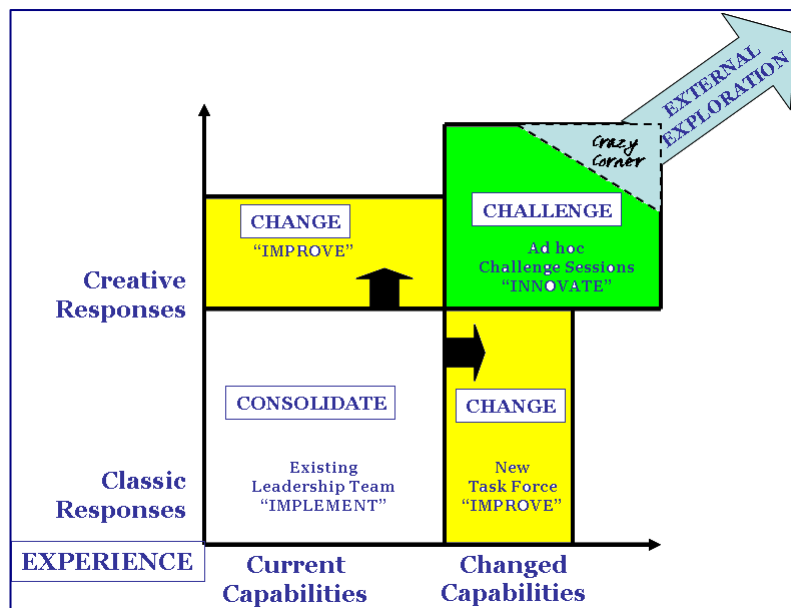 EXTERNAL
EXPLORATION
Crazy
Corner
CHANGE
“IMPROVE”
CHALLENGE
Ad hoc
Challenge Sessions
“INNOVATE”
Creative
Responses
CONSOLIDATE
Existing
Leadership Team
“IMPLEMENT”
CHANGE
New
Task Force
“IMPROVE”
Classic
Responses
EXPERIENCE
Current
Capabilities
Changed
Capabilities